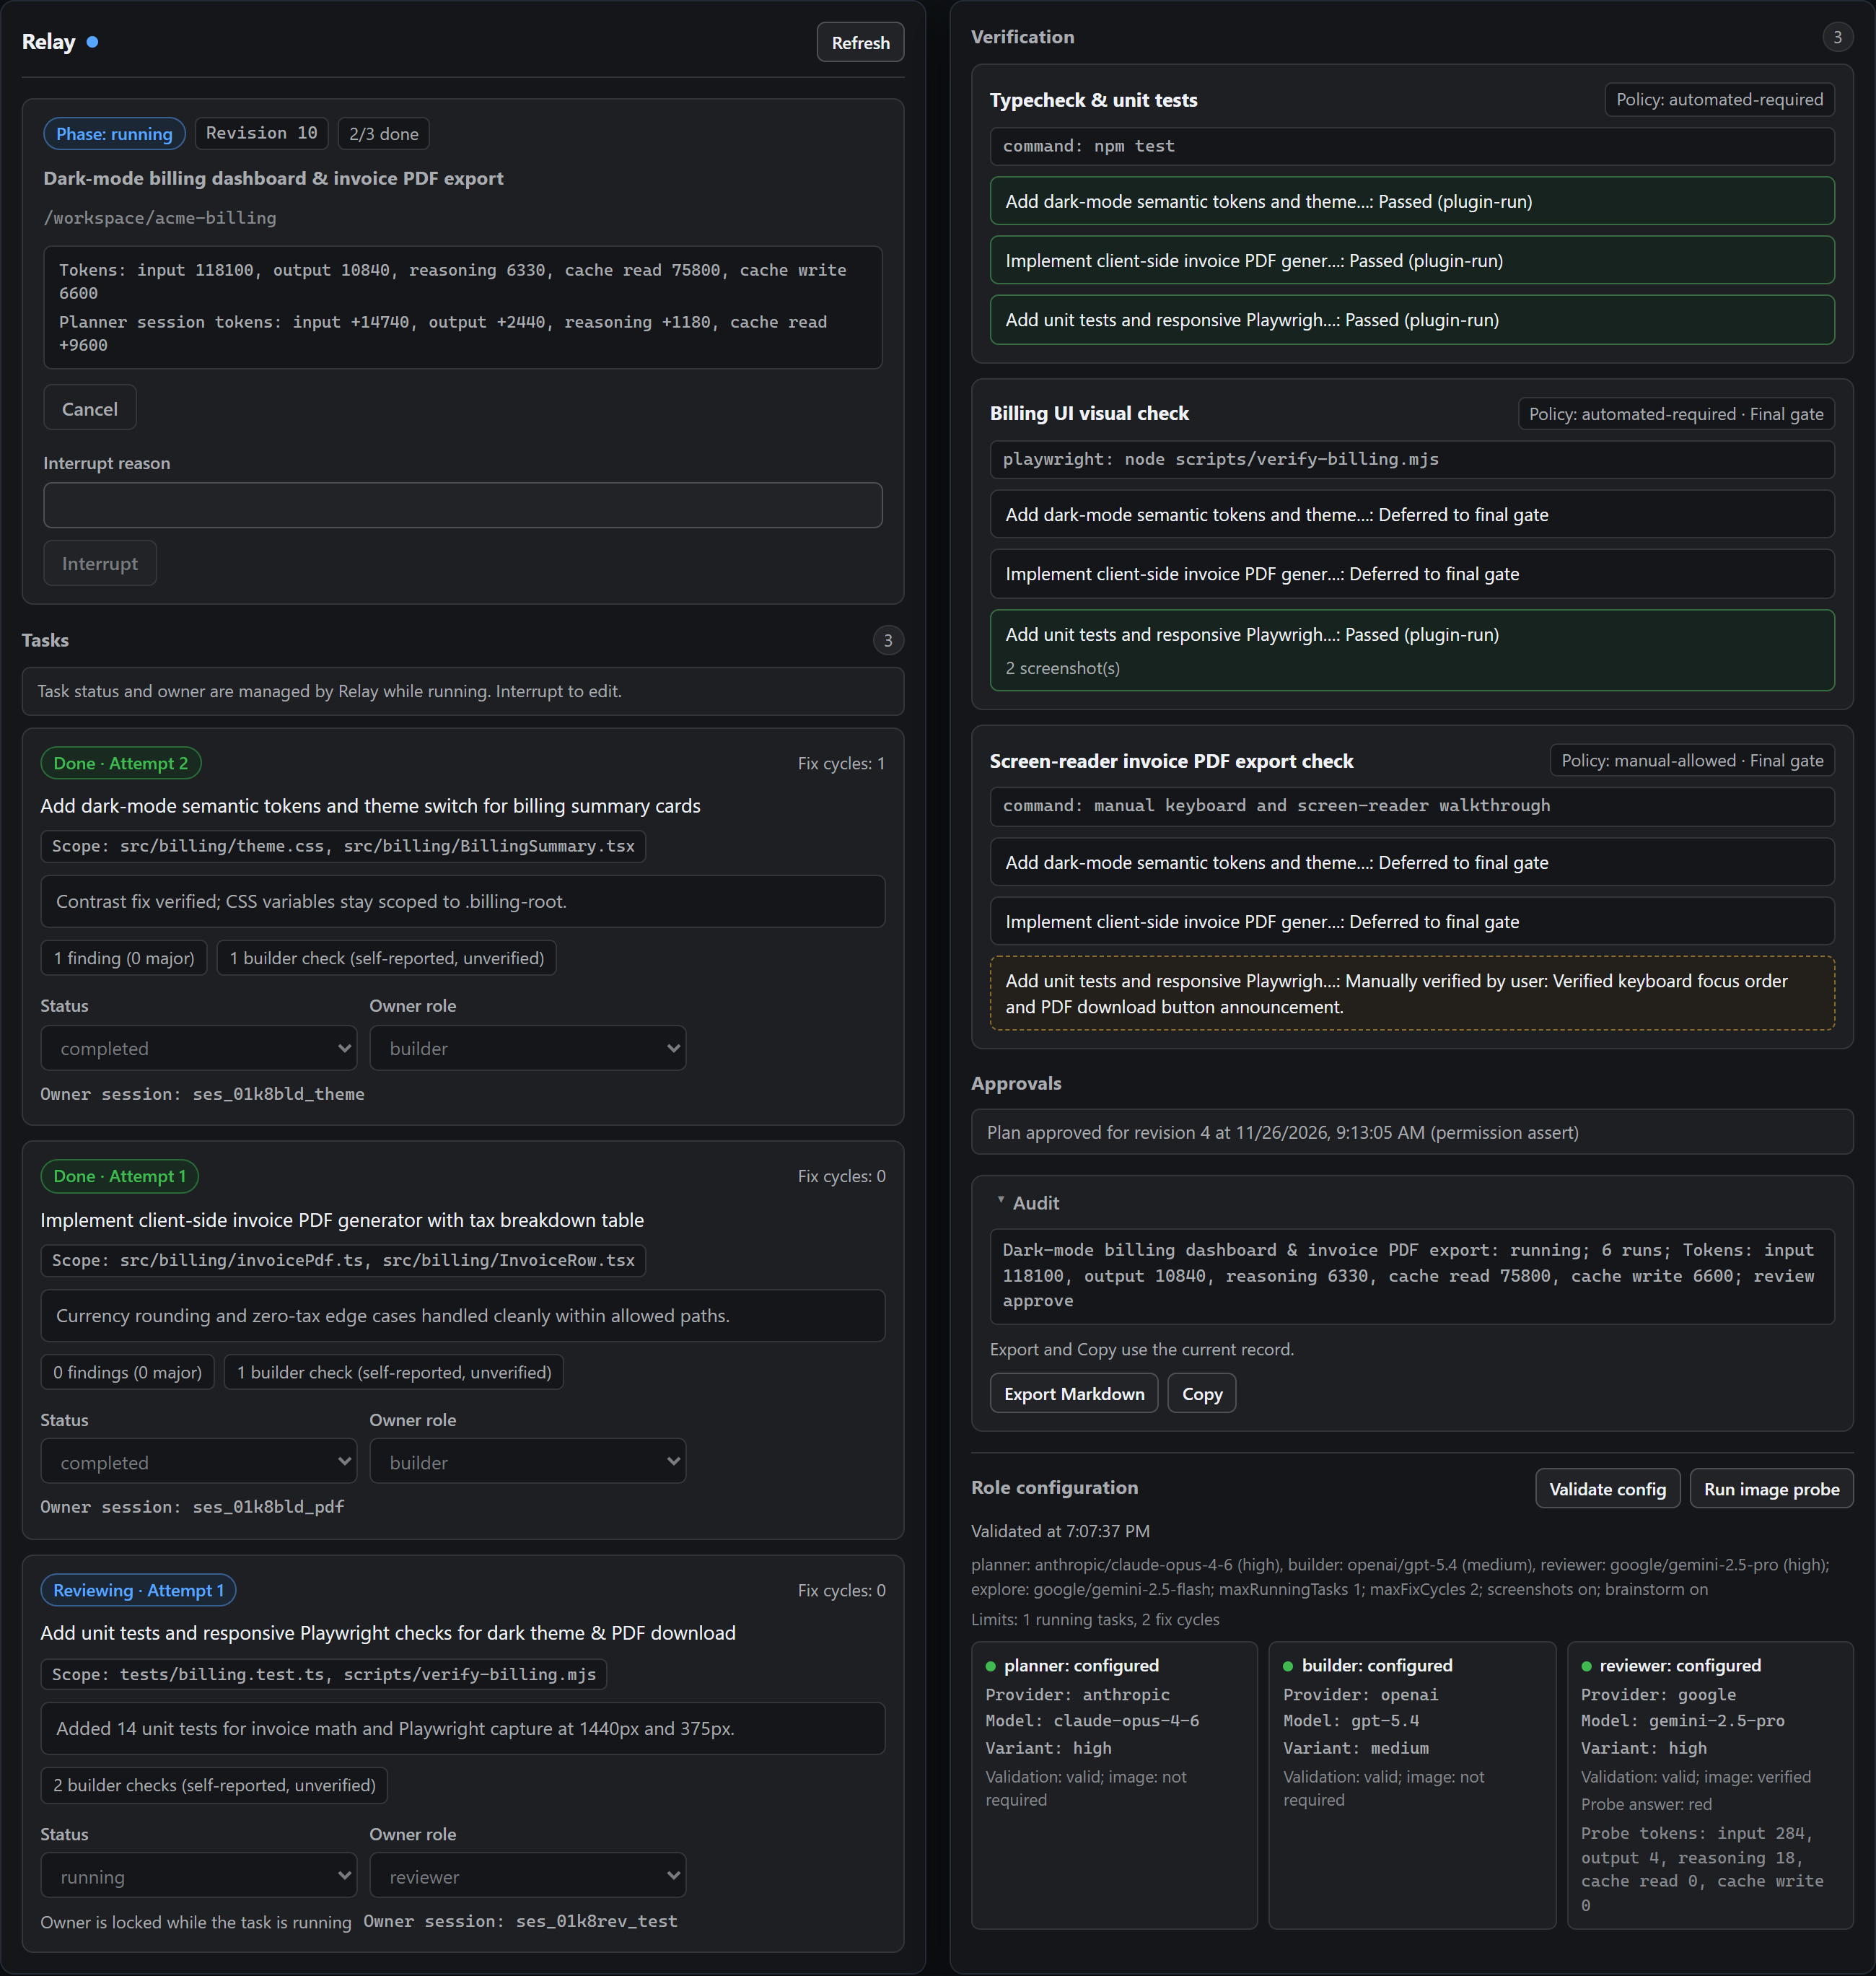 Relay
Refresh
Phase: running
Revision 10
2/3 done
Dark-mode billing dashboard & invoice PDF export
/workspace/acme-billing
Tokens: input 118100, output 10840, reasoning 6330, cache read 75800, cache write
6600
Planner session tokens: input +14740, output +2440, reasoning +1180, cache read
+9600
Cancel
Interrupt reason
Interrupt
Tasks
3
Task status and owner are managed by Relay while running. Interrupt to edit.
Done · Attempt 2
Fix cycles: 1
Add dark-mode semantic tokens and theme switch for billing summary cards
Scope: src/billing/theme.css, src/billing/BillingSummary.tsx
Contrast fix verified; CSS variables stay scoped to .billing-root.
1 finding (0 major)
1 builder check (self-reported, unverified)
Status
Owner role
completed
builder
Owner session: ses_01k8bld_theme
Done · Attempt 1
Fix cycles: 0
Implement client-side invoice PDF generator with tax breakdown table
Scope: src/billing/invoicePdf.ts, src/billing/InvoiceRow.tsx
Currency rounding and zero-tax edge cases handled cleanly within allowed paths.
0 findings (0 major)
1 builder check (self-reported, unverified)
Status
Owner role
completed
builder
Owner session: ses_01k8bld_pdf
Reviewing · Attempt 1
Fix cycles: 0
Add unit tests and responsive Playwright checks for dark theme & PDF download
Scope: tests/billing.test.ts, scripts/verify-billing.mjs
Added 14 unit tests for invoice math and Playwright capture at 1440px and 375px.
2 builder checks (self-reported, unverified)
Status
Owner role
running
reviewer
Owner is locked while the task is running
Owner session: ses_01k8rev_test
Verification
3
Typecheck & unit tests
Policy: automated-required
command: npm test
Add dark-mode semantic tokens and theme...: Passed (plugin-run)
Implement client-side invoice PDF gener...: Passed (plugin-run)
Add unit tests and responsive Playwrigh...: Passed (plugin-run)
Billing UI visual check
Policy: automated-required · Final gate
playwright: node scripts/verify-billing.mjs
Add dark-mode semantic tokens and theme...: Deferred to final gate
Implement client-side invoice PDF gener...: Deferred to final gate
Add unit tests and responsive Playwrigh...: Passed (plugin-run)
2 screenshot(s)
Screen-reader invoice PDF export check
Policy: manual-allowed · Final gate
command: manual keyboard and screen-reader walkthrough
Add dark-mode semantic tokens and theme...: Deferred to final gate
Implement client-side invoice PDF gener...: Deferred to final gate
Add unit tests and responsive Playwrigh...: Manually verified by user: Verified keyboard focus order
and PDF download button announcement.
Approvals
Plan approved for revision 4 at 11/26/2026, 9:13:05 AM (permission assert)
Audit
Dark-mode billing dashboard & invoice PDF export: running; 6 runs; Tokens: input
118100, output 10840, reasoning 6330, cache read 75800, cache write 6600; review
approve
Export and Copy use the current record.
Export Markdown
Copy
Role configuration
Validate config
Run image probe
Validated at 7:07:37 PM
planner: anthropic/claude-opus-4-6 (high), builder: openai/gpt-5.4 (medium), reviewer: google/gemini-2.5-pro (high);
explore: google/gemini-2.5-flash; maxRunningTasks 1; maxFixCycles 2; screenshots on; brainstorm on
Limits: 1 running tasks, 2 fix cycles
planner: configured
Provider: anthropic
Model: claude-opus-4-6
Variant: high
Validation: valid; image: not
required
builder: configured
Provider: openai
Model: gpt-5.4
Variant: medium
Validation: valid; image: not
required
reviewer: configured
Provider: google
Model: gemini-2.5-pro
Variant: high
Validation: valid; image: verified
Probe answer: red
Probe tokens: input 284,
output 4, reasoning 18,
cache read 0, cache write
0